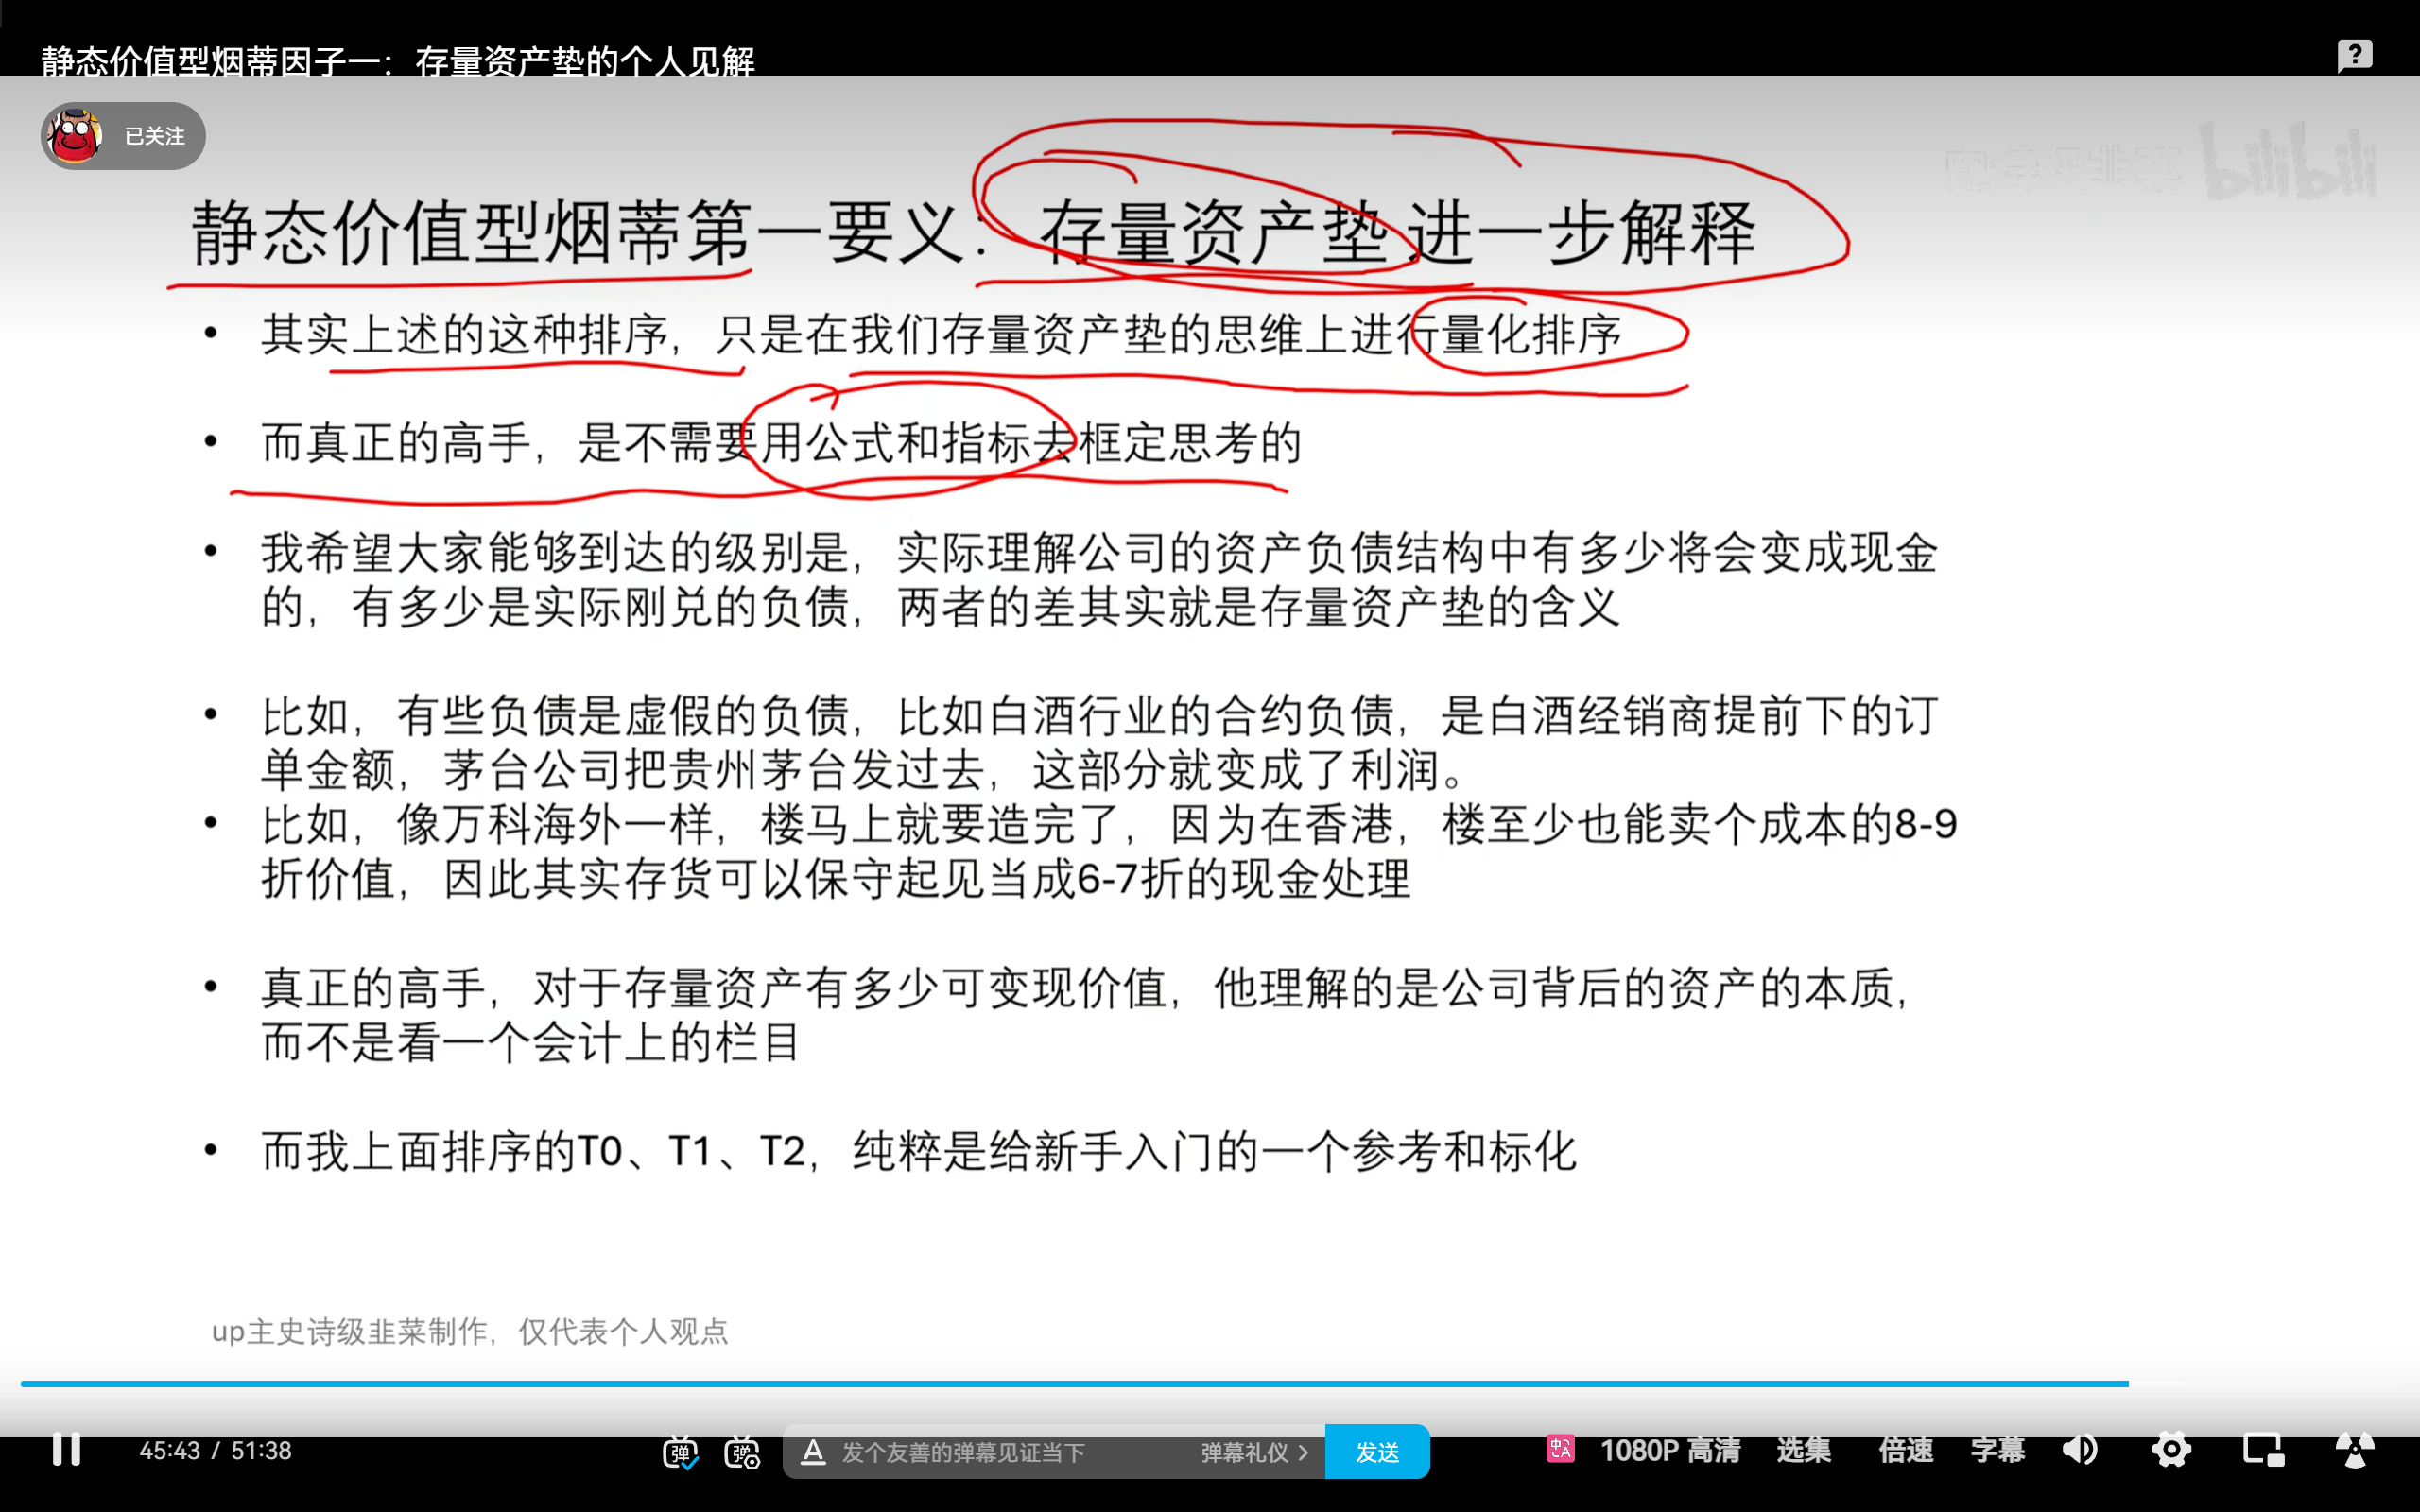 静态价值型烟蒂因子一：存量资产垫的个人见解
已关注
bilibili
静态价值型烟蒂第一要义：存量资产垫 进一步解释
• 其实上述的这种排序，只是在我们存量资产垫的思维上进行量化排序
• 而真正的高手，是不需要用公式和指标去框定思考的
• 我希望大家能够到达的级别是，实际理解公司的资产负债结构中有多少将会变成现金
的，有多少是实际刚兑的负债，两者的差其实就是存量资产垫的含义
• 比如，有些负债是虚假的负债，比如白酒行业的合约负债，是白酒经销商提前下的订
单金额，茅台公司把贵州茅台发过去，这部分就变成了利润。
• 比如，像万科海外一样，楼马上就要造完了，因为在香港，楼至少也能卖个成本的8-9
折价值，因此其实存货可以保守起见当成6-7折的现金处理
• 真正的高手，对于存量资产有多少可变现价值，他理解的是公司背后的资产的本质，
而不是看一个会计上的栏目
• 而我上面排序的T0、T1、T2，纯粹是给新手入门的一个参考和标化
up主史诗级韭菜制作，仅代表个人观点
45:43 / 51:38
弹
弹
A 发个友善的弹幕见证当下
弹幕礼仪 >
发送
1080P 高清
选集
倍速
字幕